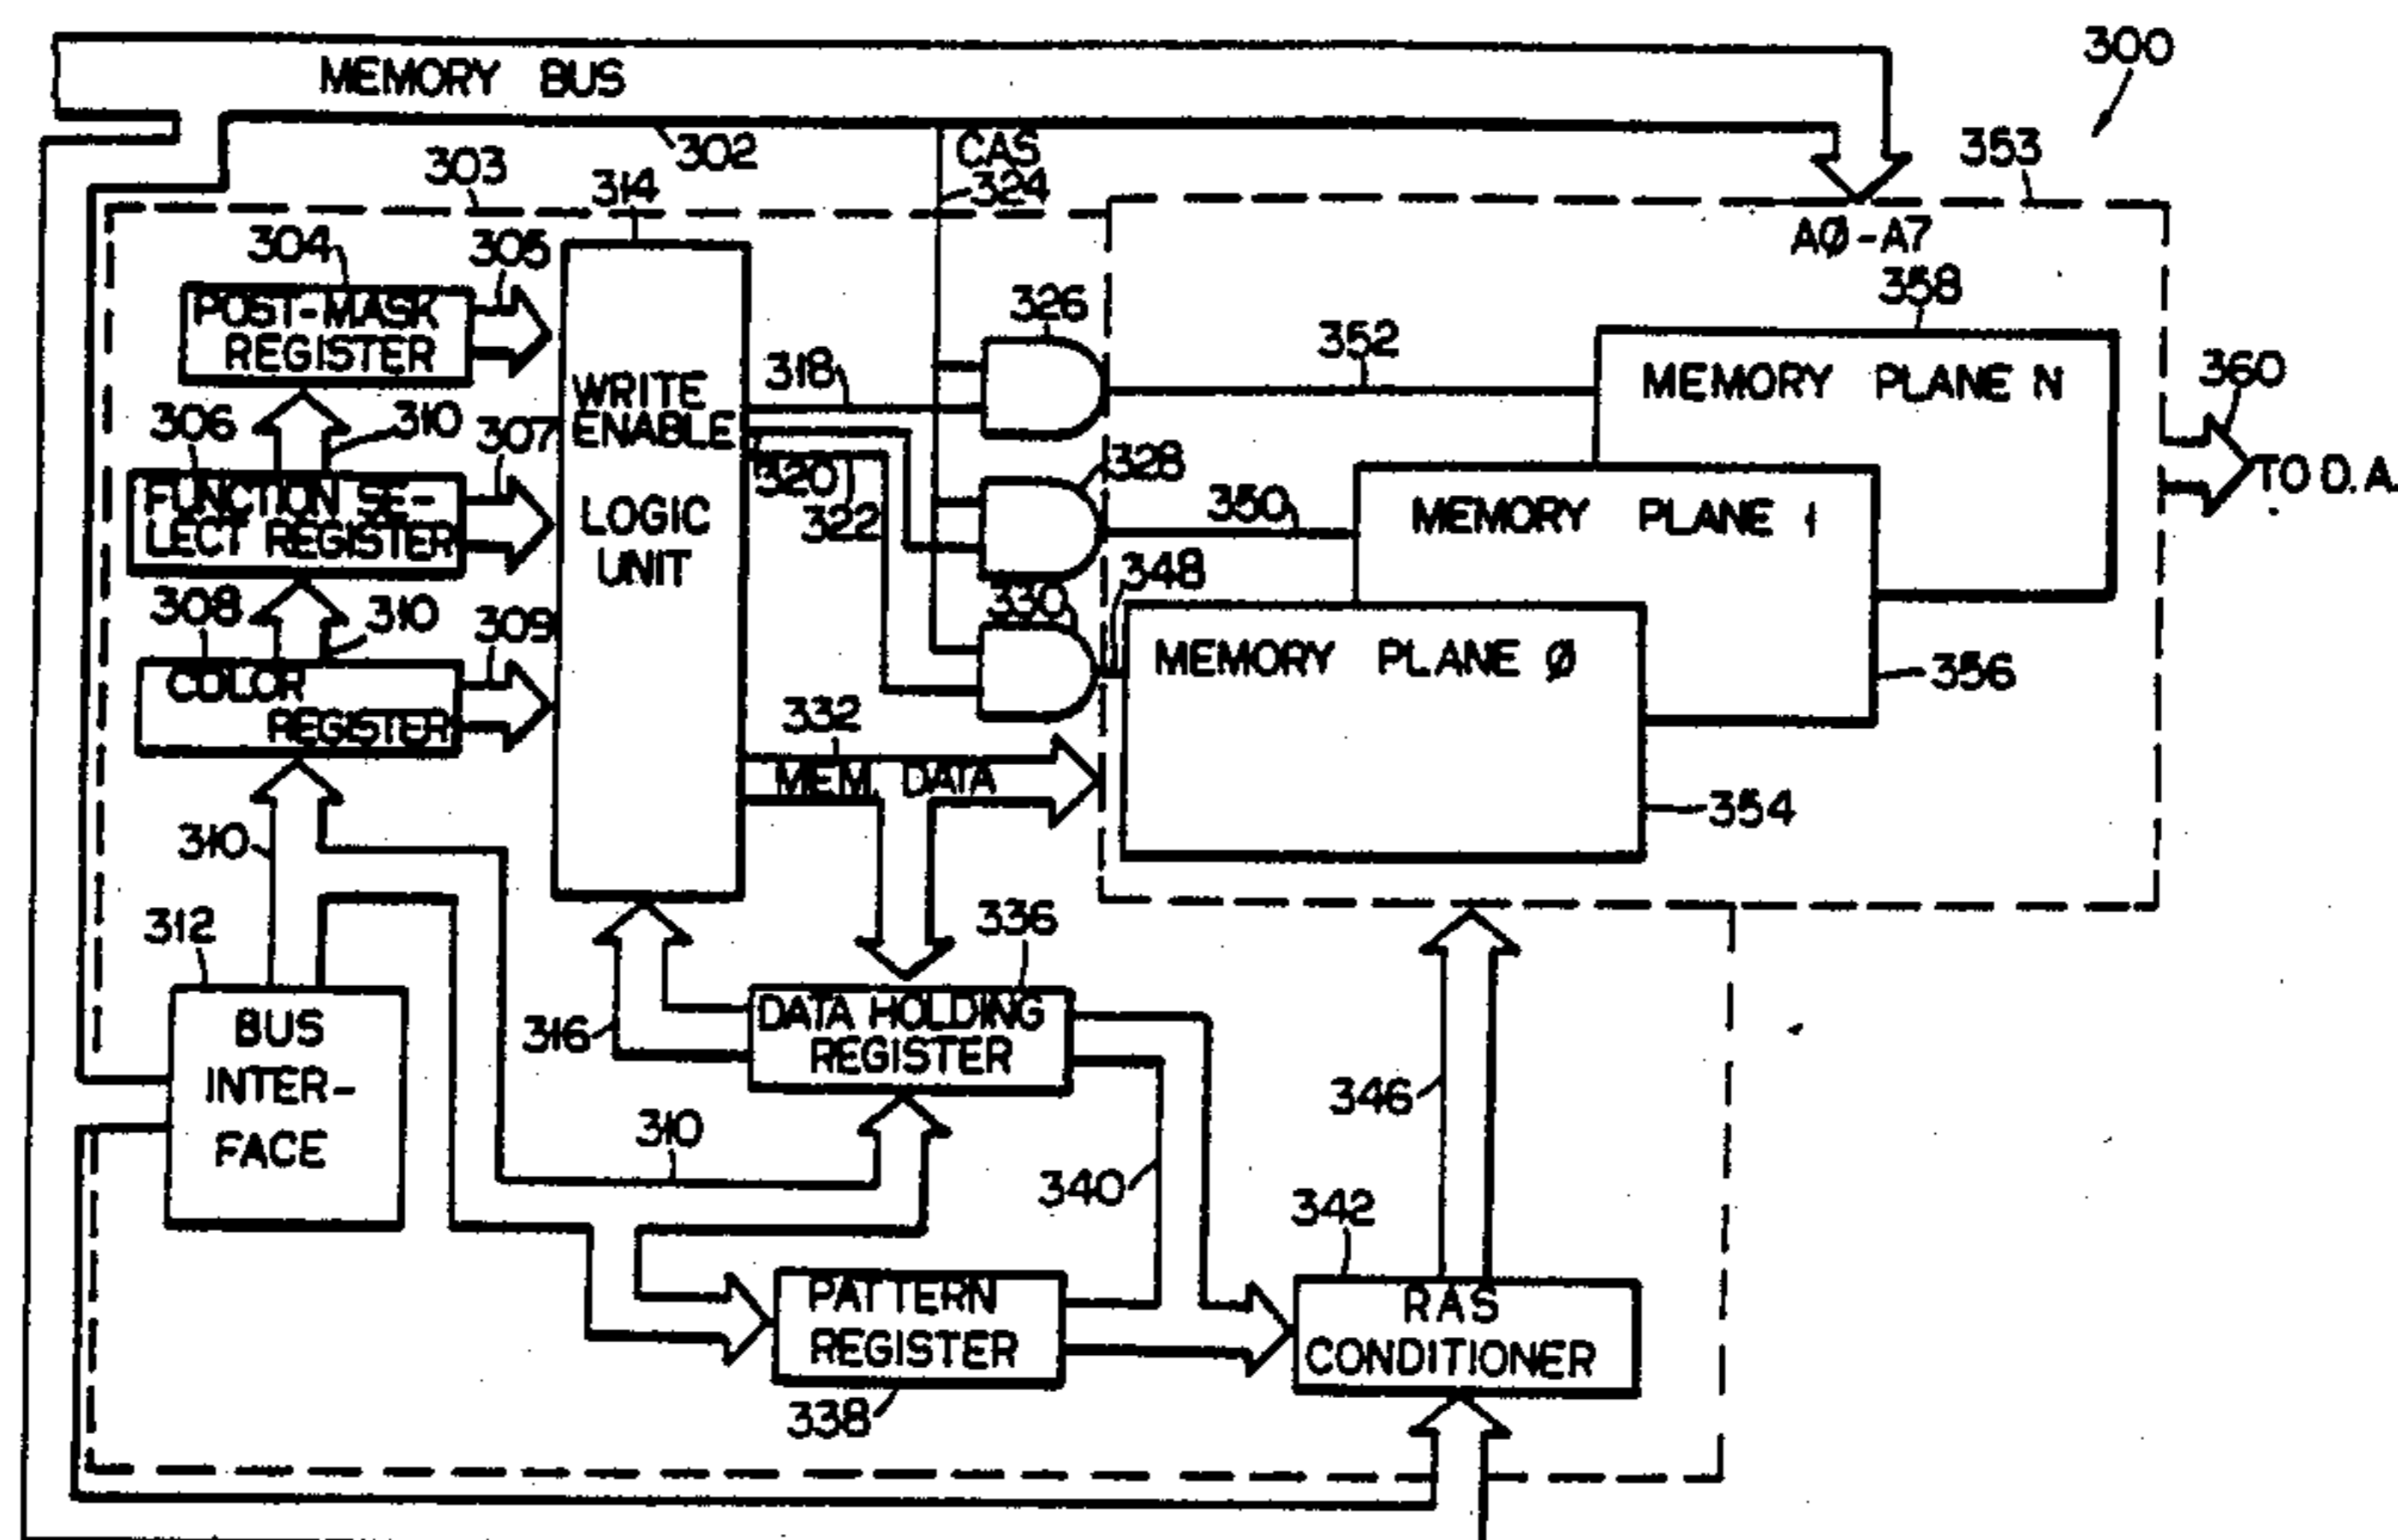 300
MEMORY BUS
302
CAS
324
353
303
314
304
305
A0-A7
358
POST-MASK
REGISTER
326
352
360
318
MEMORY PLANE N
WRITE
ENABLE
306
310
307
328
320
TO D.A.
FUNCTION SE-
LECT REGISTER
322
350
MEMORY PLANE 1
LOGIC
UNIT
348
308
310
309
330
MEMORY PLANE Ø
356
COLOR
REGISTER
332
MEM. DATA
354
310
312
336
BUS
INTER-
FACE
316
DATA HOLDING
REGISTER
346
310
340
342
PATTERN
REGISTER
RAS
CONDITIONER
338